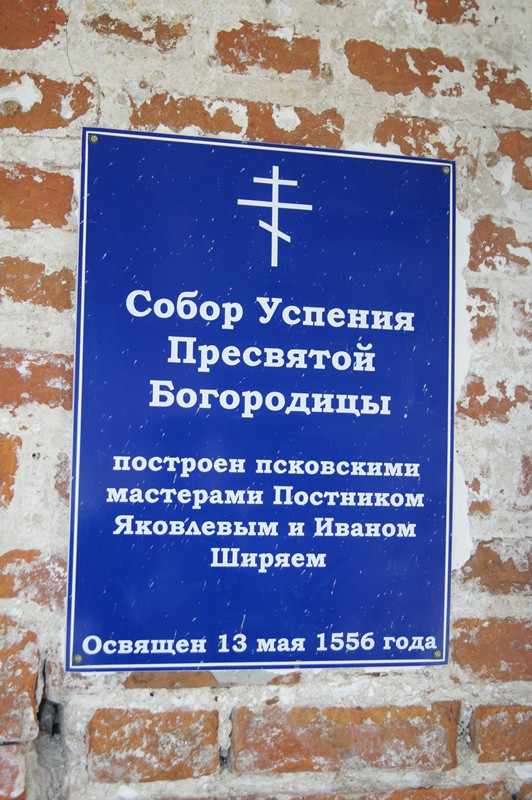 Собор Успения
Пресвятой
Богородицы
построен псковскими
мастерами Постником
Яковлевым и Иваном
Ширяем
Освящен 13 мая 1556 года